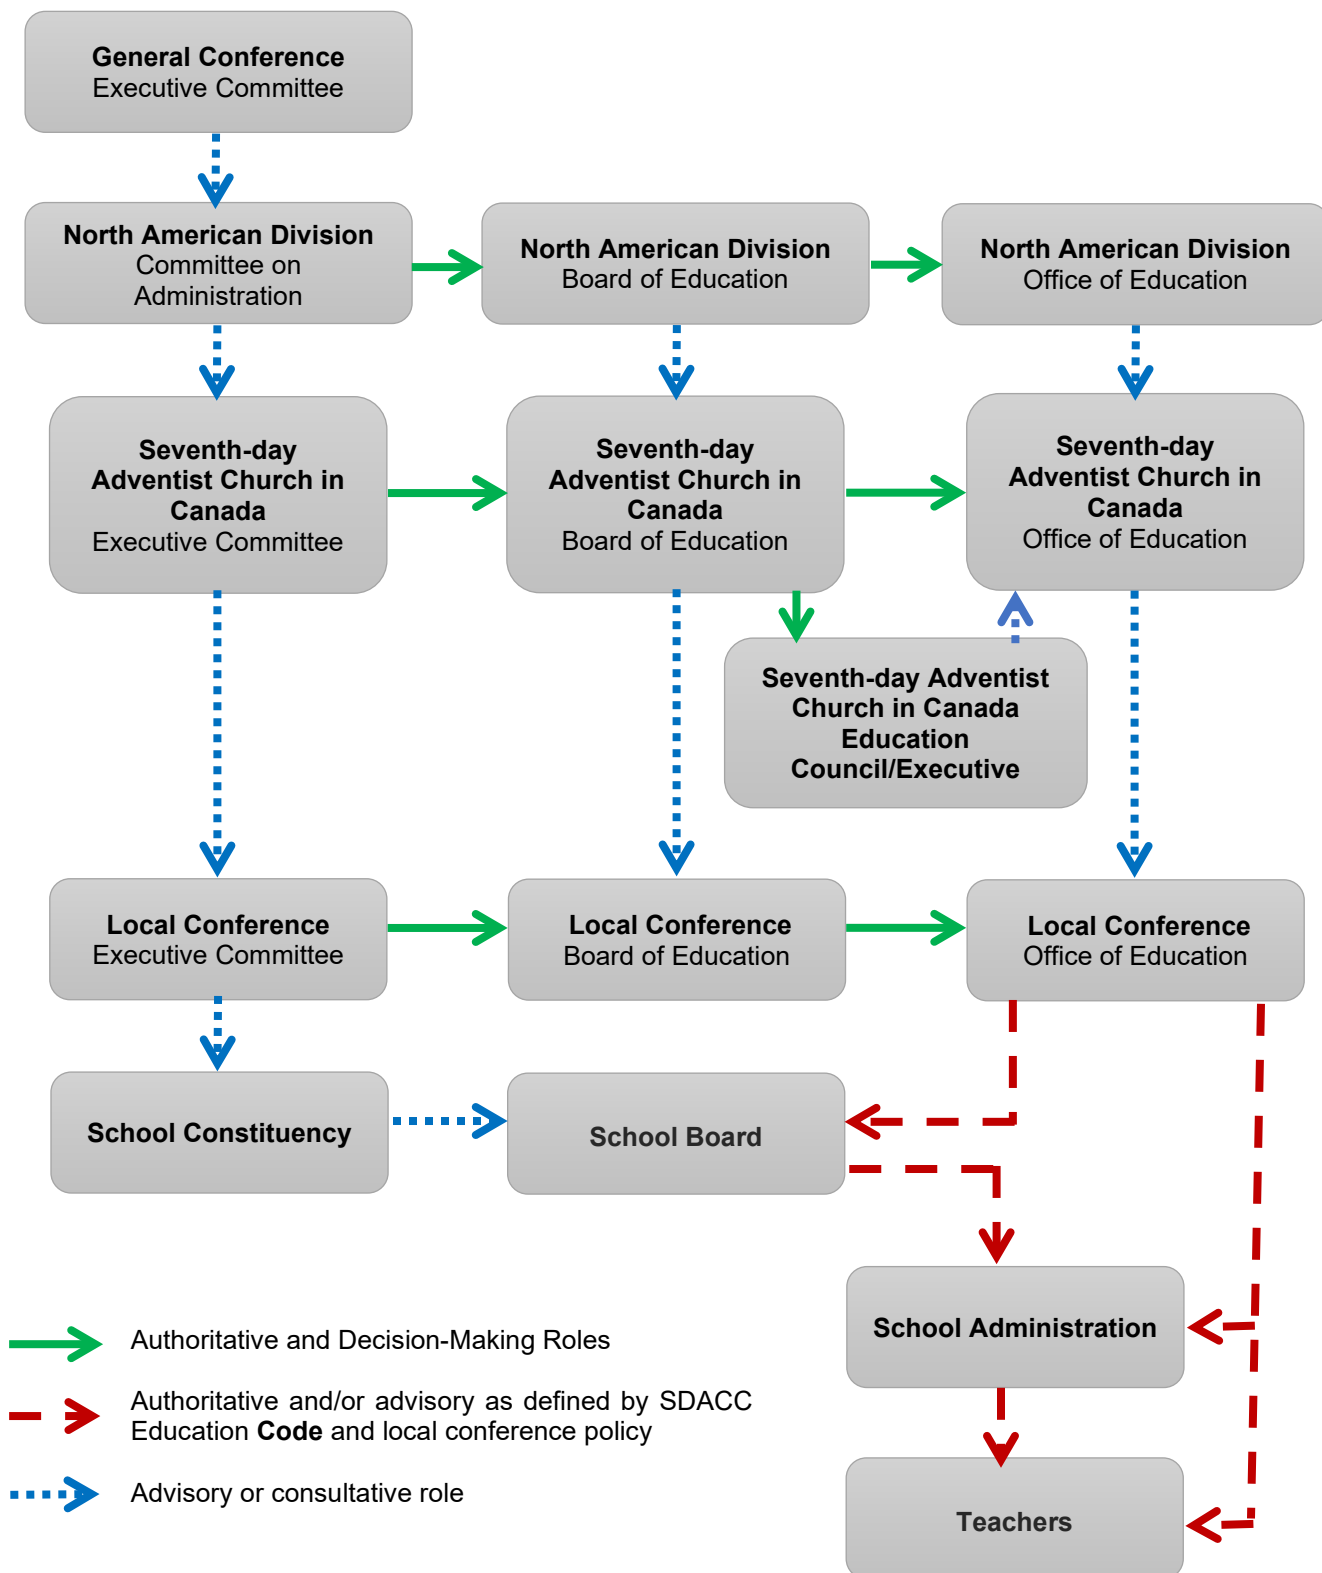 General Conference
Executive Committee
North American Division
Committee on
Administration
North American Division
Board of Education
North American Division
Office of Education
Seventh-day
Adventist Church in
Canada
Executive Committee
Seventh-day
Adventist Church in
Canada
Board of Education
Seventh-day
Adventist Church in
Canada
Office of Education
Seventh-day Adventist
Church in Canada
Education
Council/Executive
Local Conference
Executive Committee
Local Conference
Board of Education
Local Conference
Office of Education
School Constituency
School Board
School Administration
Teachers
Authoritative and Decision-Making Roles
Authoritative and/or advisory as defined by SDACC
Education Code and local conference policy
Advisory or consultative role